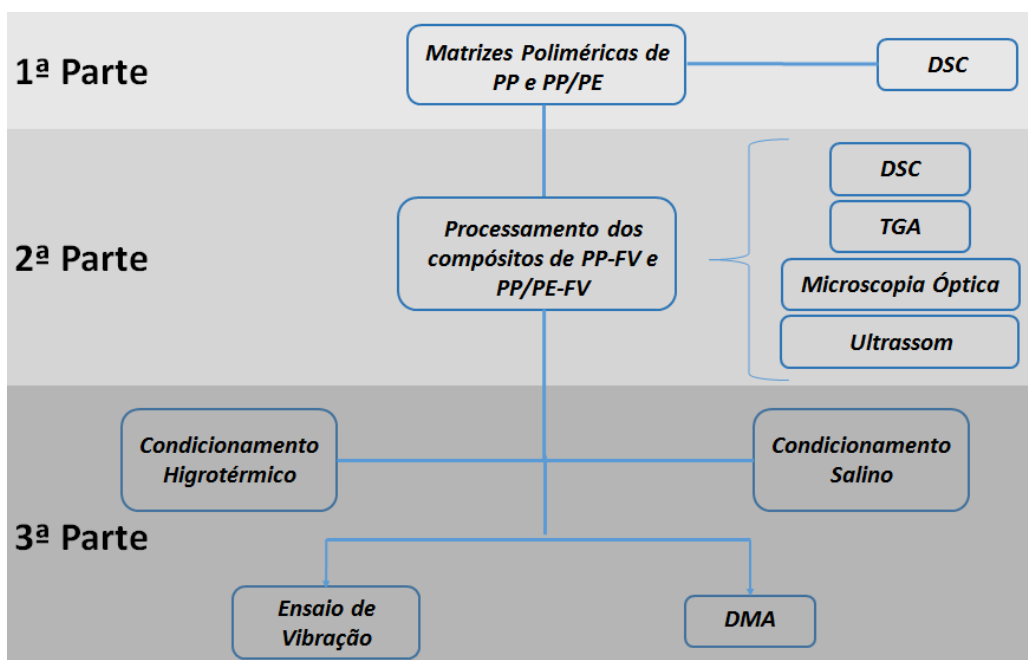 1ª Parte
Matrizes Poliméricas de
PP e PP/PE
DSC
2ª Parte
Processamento dos
compósitos de PP-FV e
PP/PE-FV
DSC
TGA
Microscopia Óptica
Ultrassom
3ª Parte
Condicionamento
Higrotérmico
Condicionamento
Salino
Ensaio de
Vibração
DMA